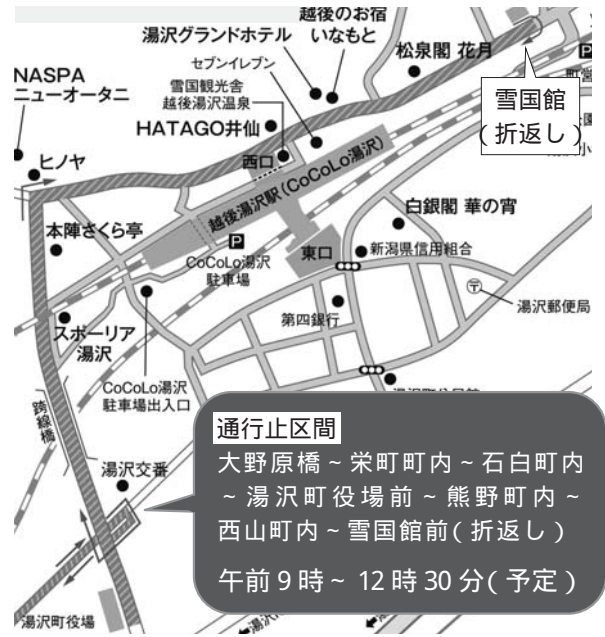 越後のお宿
いなもと
湯沢グランドホテル
松泉閣 花月
セブンイレブン
NASPA
ニューオータニ
雪国観光舎
越後湯沢温泉
HATAGO井仙
P
町営
雪国館
(折返し)
西口
ヒノヤ
越後湯沢駅(CoCoLo湯沢)
白銀閣 華の宵
本陣さくら亭
P
CoCoLo湯沢
駐車場
東口
新潟県信用組合
湯沢郵便局
スポーリア
湯沢
第四銀行
CoCoLo湯沢
駐車場出入口
跨線橋
湯沢交番
湯沢町役場
通行止区間
大野原橋~栄町町内~石白町内
~湯沢町役場前~熊野町内~
西山町内~雪国館前(折返し)
午前9時~12時30分(予定)